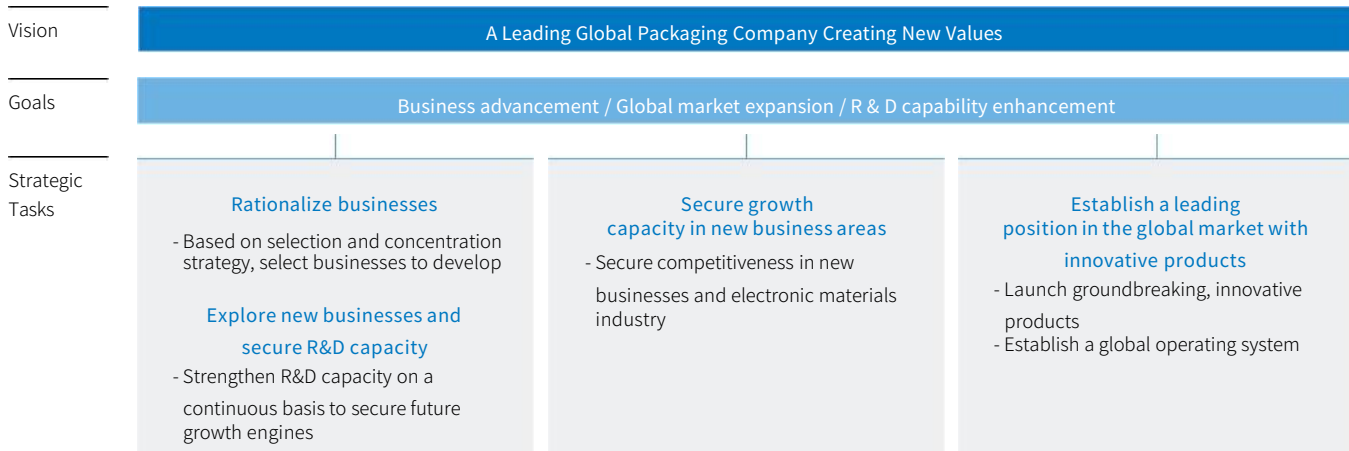 Vision
A Leading Global Packaging Company Creating New Values
Goals
Business advancement / Global market expansion / R & D capability enhancement
Strategic
Tasks
Rationalize businesses
- Based on selection and concentration
strategy, select businesses to develop
Explore new businesses and
secure R&D capacity
- Strengthen R&D capacity on a
continuous basis to secure future
growth engines
Secure growth
capacity in new business areas
- Secure competitiveness in new
businesses and electronic materials
industry
Establish a leading
position in the global market with
innovative products
- Launch groundbreaking, innovative
products
- Establish a global operating system